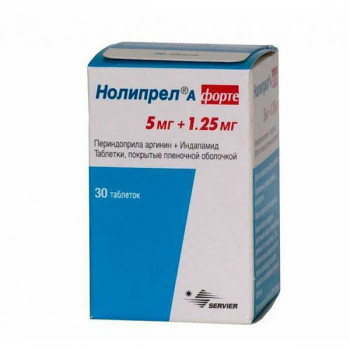 Нолипрел® А форте
5 мг + 1.25 мг
Периндоприла аргинин + Индапамид
Таблетки, покрытые пленочной оболочкой
30 таблеток
SERVIER